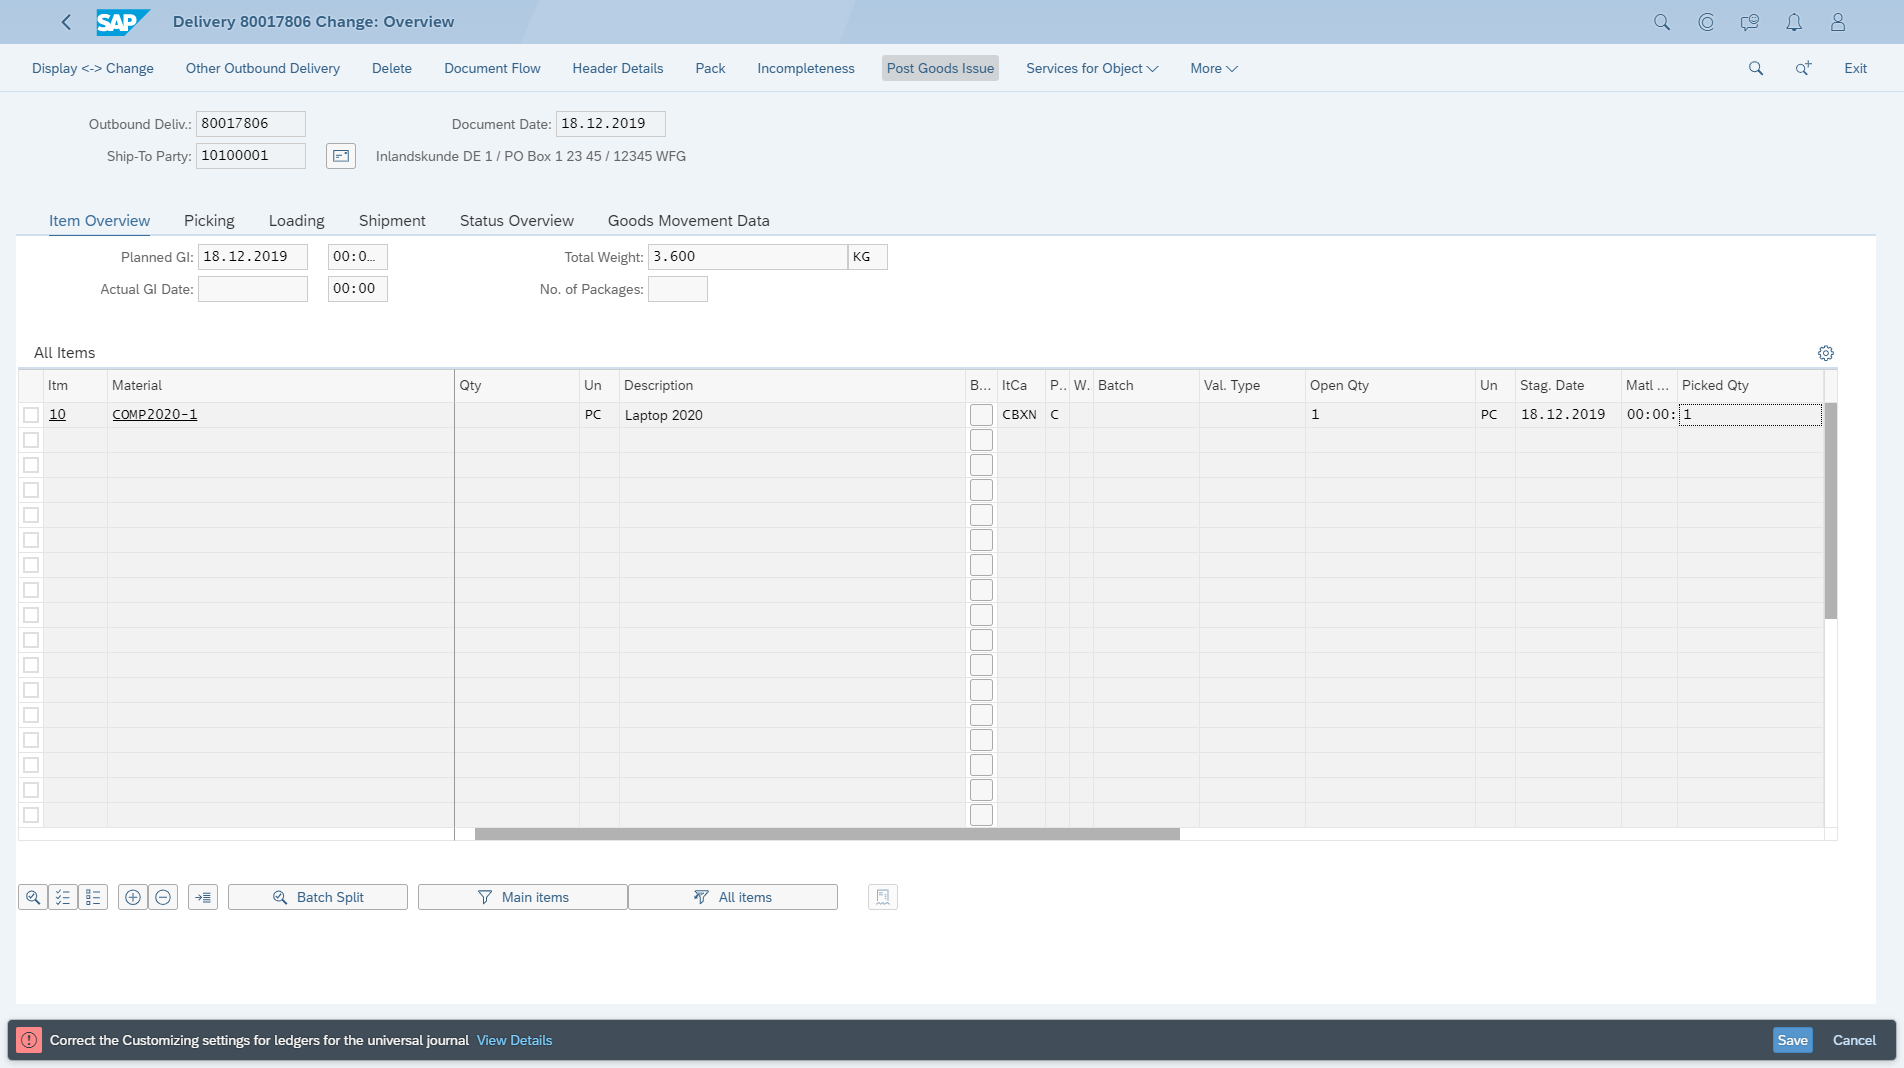 SAP Delivery 80017806 Change: Overview
Display <-> Change Other Outbound Delivery Delete Document Flow Header Details Pack Incompleteness Post Goods Issue Services for Object More Exit
Outbound Deliv.: 80017806 Document Date: 18.12.2019
Ship-To Party: 10100001 Inlandskunde DE 1 / PO Box 1 23 45 / 12345 WFG
Item Overview Picking Loading Shipment Status Overview Goods Movement Data
Planned GI: 18.12.2019 00:0... Total Weight: 3.600 KG
Actual GI Date: 00:00 No. of Packages:
All Items
Itm Material Qty Un Description B... ItCa P.. W. Batch Val. Type Open Qty Un Stag. Date Matl ... Picked Qty
10 COMP2020-1 PC Laptop 2020 CBXN C 1 PC 18.12.2019 00:00: 1
Batch Split Main items All items
Correct the Customizing settings for ledgers for the universal journal View Details Save Cancel